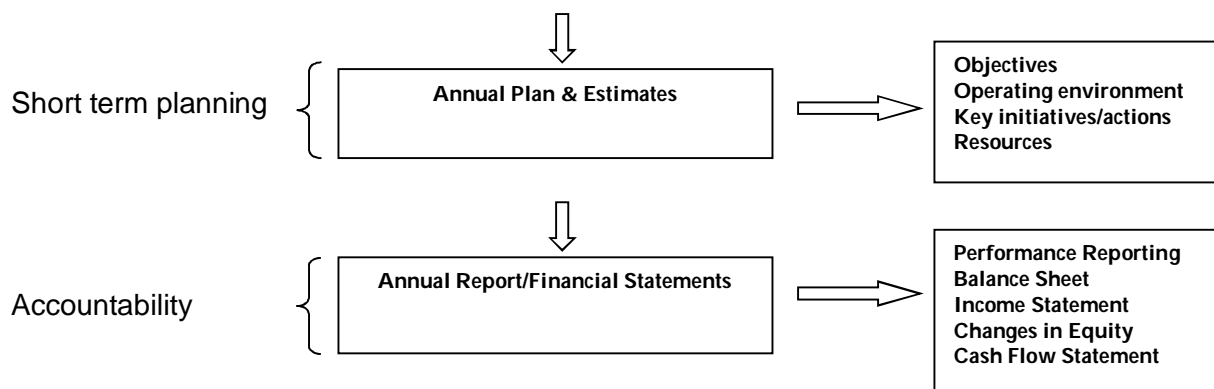 Short term planning
Annual Plan & Estimates
Objectives
Operating environment
Key initiatives/actions
Resources
Accountability
Annual Report/Financial Statements
Performance Reporting
Balance Sheet
Income Statement
Changes in Equity
Cash Flow Statement